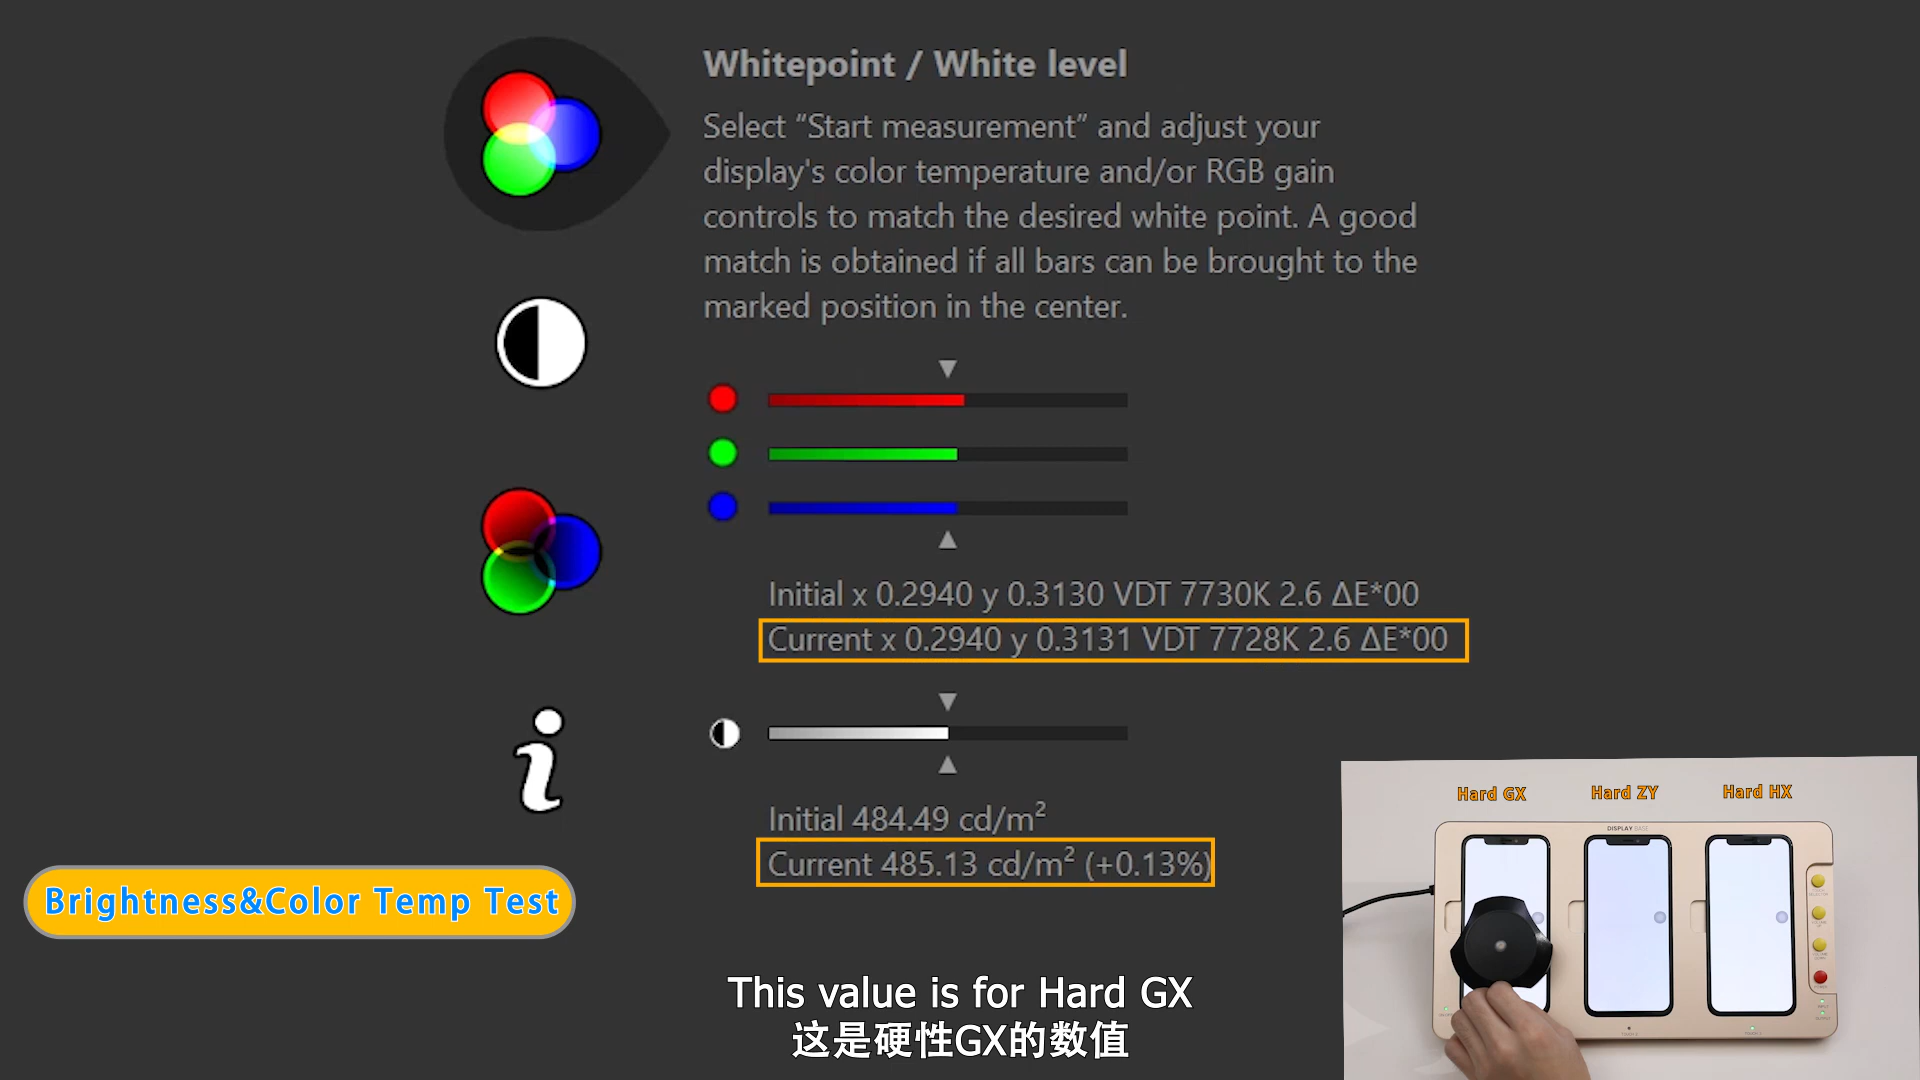 Whitepoint / White level
Select “Start measurement” and adjust your
display's color temperature and/or RGB gain
controls to match the desired white point. A good
match is obtained if all bars can be brought to the
marked position in the center.
Initial x 0.2940 y 0.3130 VDT 7730K 2.6 ΔE*00
Current x 0.2940 y 0.3131 VDT 7728K 2.6 ΔE*00
Initial 484.49 cd/m²
Current 485.13 cd/m² (+0.13%)
Hard GX
Hard ZY
Hard HX
DISPLAY BASE
Brightness&Color Temp Test
This value is for Hard GX
这是硬性GX的数值